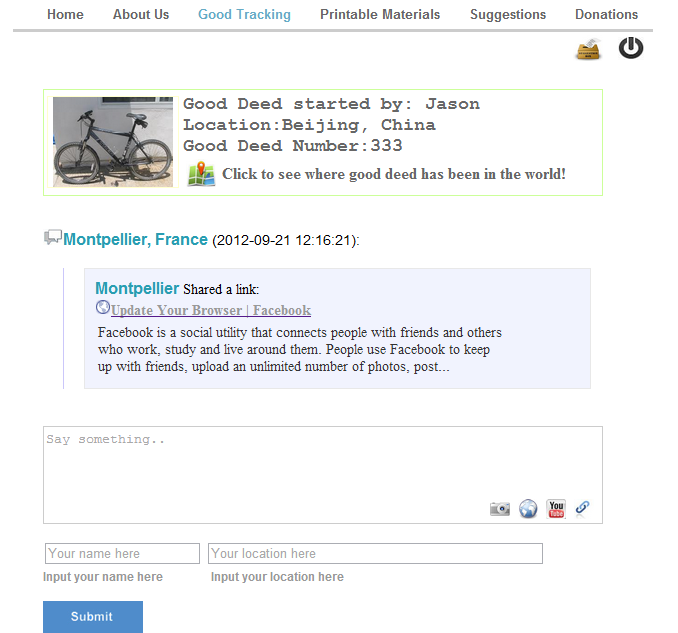 Home About Us Good Tracking Printable Materials Suggestions Donations
Good Deed started by: Jason
Location:Beijing, China
Good Deed Number:333
Click to see where good deed has been in the world!
Montpellier, France (2012-09-21 12:16:21):
Montpellier Shared a link:
Update Your Browser | Facebook
Facebook is a social utility that connects people with friends and others
who work, study and live around them. People use Facebook to keep
up with friends, upload an unlimited number of photos, post...
Say something..
You Tube
Your name here Your location here
Input your name here Input your location here
Submit